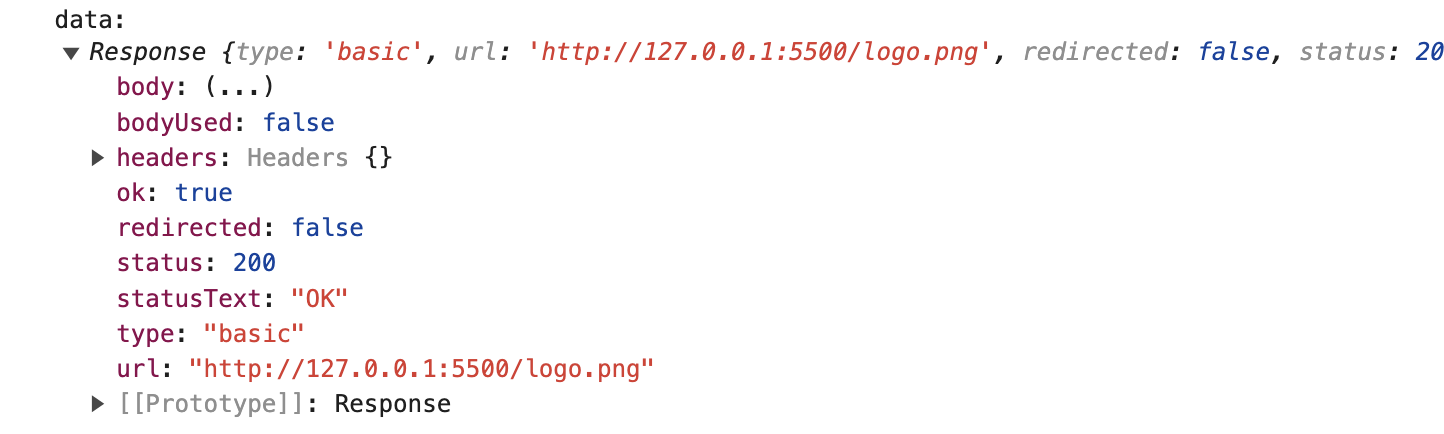 data:
▼ Response {type: 'basic', url: 'http://127.0.0.1:5500/logo.png', redirected: false, status: 20
body: (...)
bodyUsed: false
▶ headers: Headers {}
ok: true
redirected: false
status: 200
statusText: "OK"
type: "basic"
url: "http://127.0.0.1:5500/logo.png"
▶ [[Prototype]]: Response